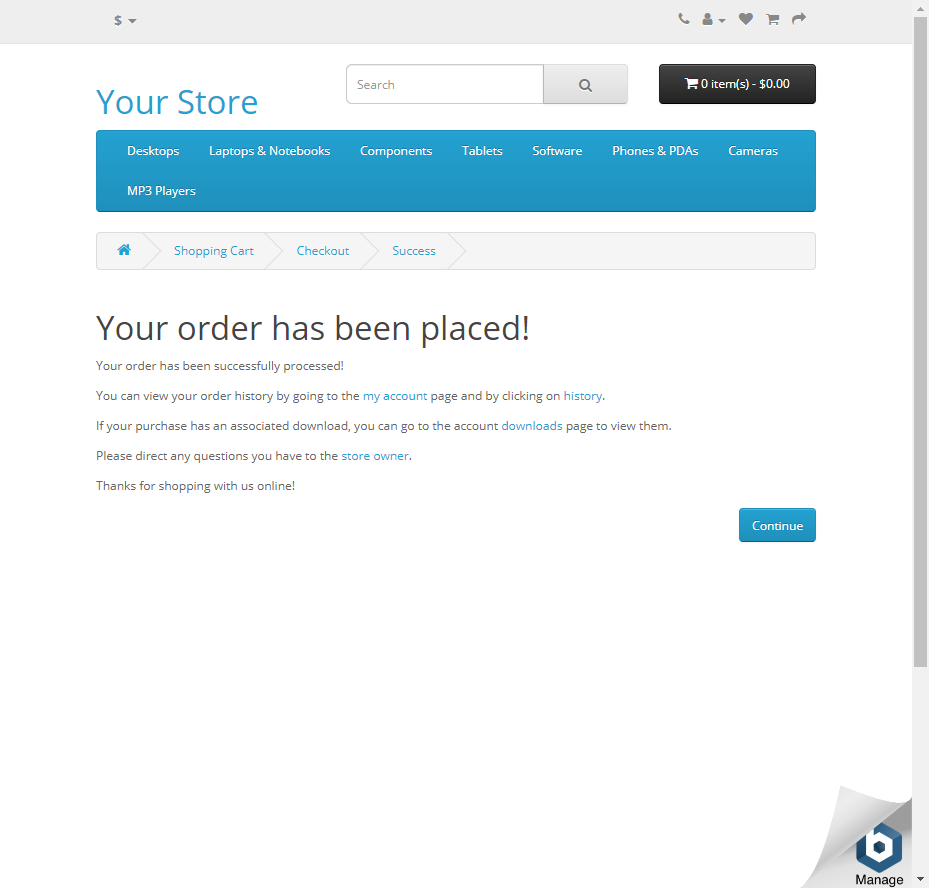 $
Search
0 item(s) - $0.00
Your Store
Desktops Laptops & Notebooks Components Tablets Software Phones & PDAs Cameras
MP3 Players
Shopping Cart Checkout Success
Your order has been placed!
Your order has been successfully processed!
You can view your order history by going to the my account page and by clicking on history.
If your purchase has an associated download, you can go to the account downloads page to view them.
Please direct any questions you have to the store owner.
Thanks for shopping with us online!
Continue
b
Manage